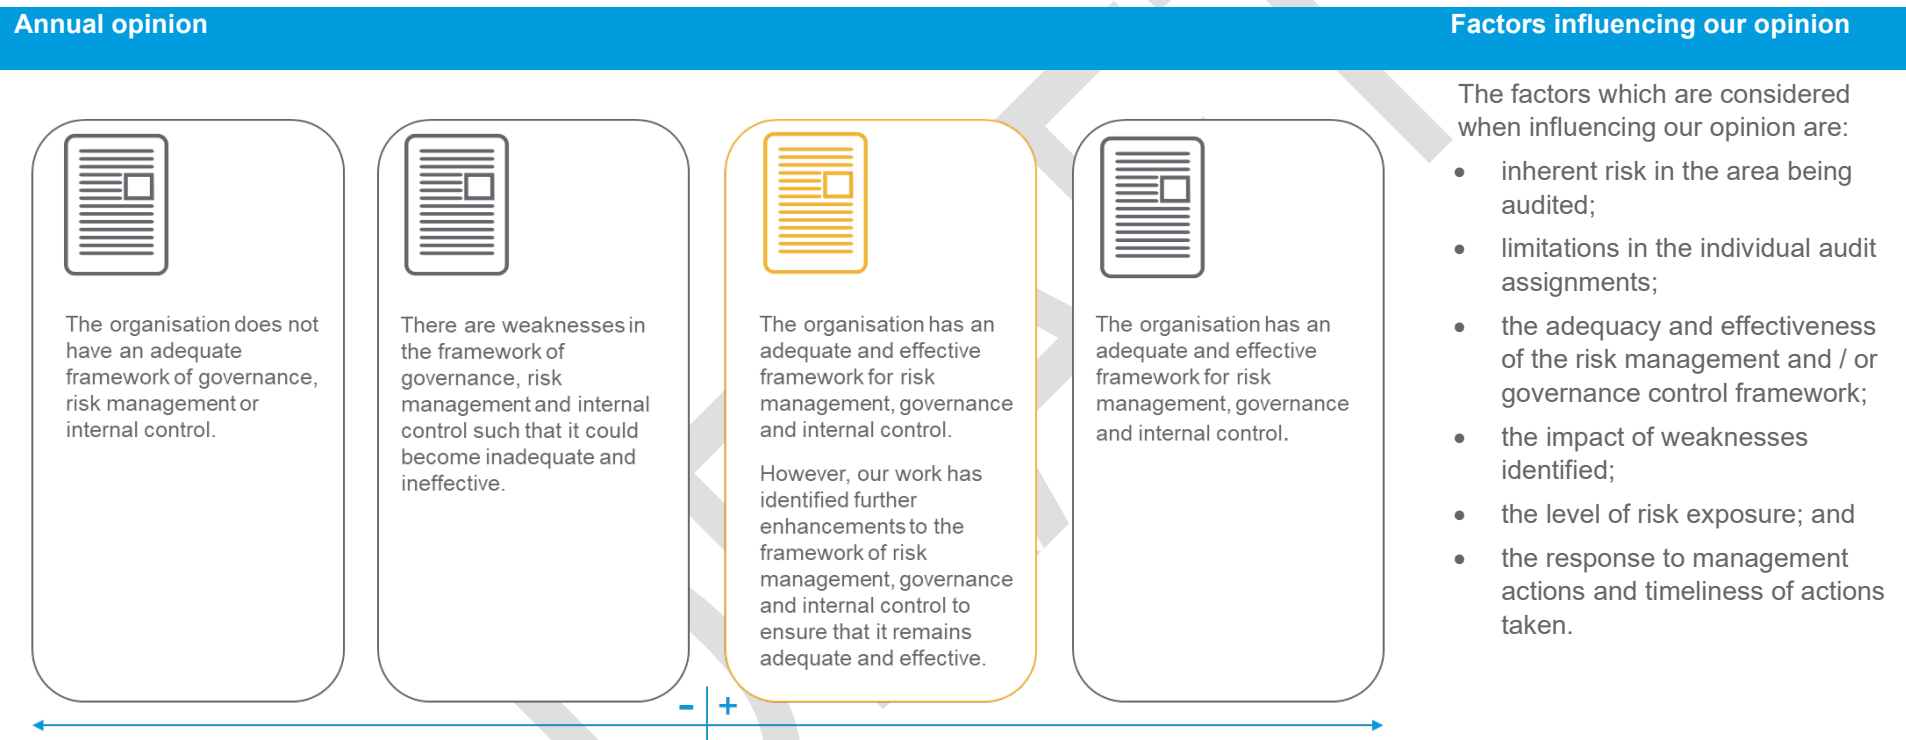 Annual opinion
Factors influencing our opinion
The organisation does not
have an adequate
framework of governance,
risk management or
internal control.
There are weaknesses in
the framework of
governance, risk
management and internal
control such that it could
become inadequate and
ineffective.
The organisation has an
adequate and effective
framework for risk
management, governance
and internal control.
However, our work has
identified further
enhancements to the
framework of risk
management, governance
and internal control to
ensure that it remains
adequate and effective.
The organisation has an
adequate and effective
framework for risk
management, governance
and internal control.
- +
The factors which are considered
when influencing our opinion are:
• inherent risk in the area being
audited;
• limitations in the individual audit
assignments;
• the adequacy and effectiveness
of the risk management and / or
governance control framework;
• the impact of weaknesses
identified;
• the level of risk exposure; and
• the response to management
actions and timeliness of actions
taken.